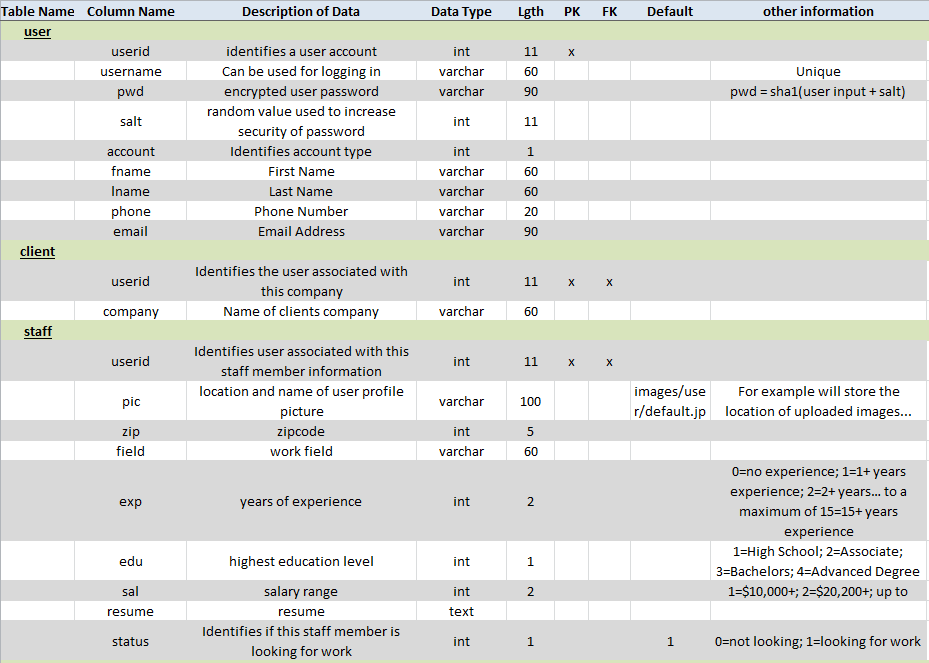 Table Name Column Name Description of Data Data Type Lgth PK FK Default other information
user
userid identifies a user account int 11 x
username Can be used for logging in varchar 60 Unique
pwd encrypted user password varchar 90 pwd = sha1(user input + salt)
salt random value used to increase security of password int 11
account Identifies account type int 1
fname First Name varchar 60
lname Last Name varchar 60
phone Phone Number varchar 20
email Email Address varchar 90
client
userid Identifies the user associated with this company int 11 x x
company Name of clients company varchar 60
staff
userid Identifies user associated with this staff member information int 11 x x
pic location and name of user profile picture varchar 100 images/user/default.jp For example will store the location of uploaded images...
zip zipcode int 5
field work field varchar 60
exp years of experience int 2 0=no experience; 1=1+ years experience; 2=2+ years... to a maximum of 15=15+ years experience
edu highest education level int 1 1=High School; 2=Associate; 3=Bachelors; 4=Advanced Degree
sal salary range int 2 1=$10,000+; 2=$20,200+; up to
resume resume text
status Identifies if this staff member is looking for work int 1 1 0=not looking; 1=looking for work